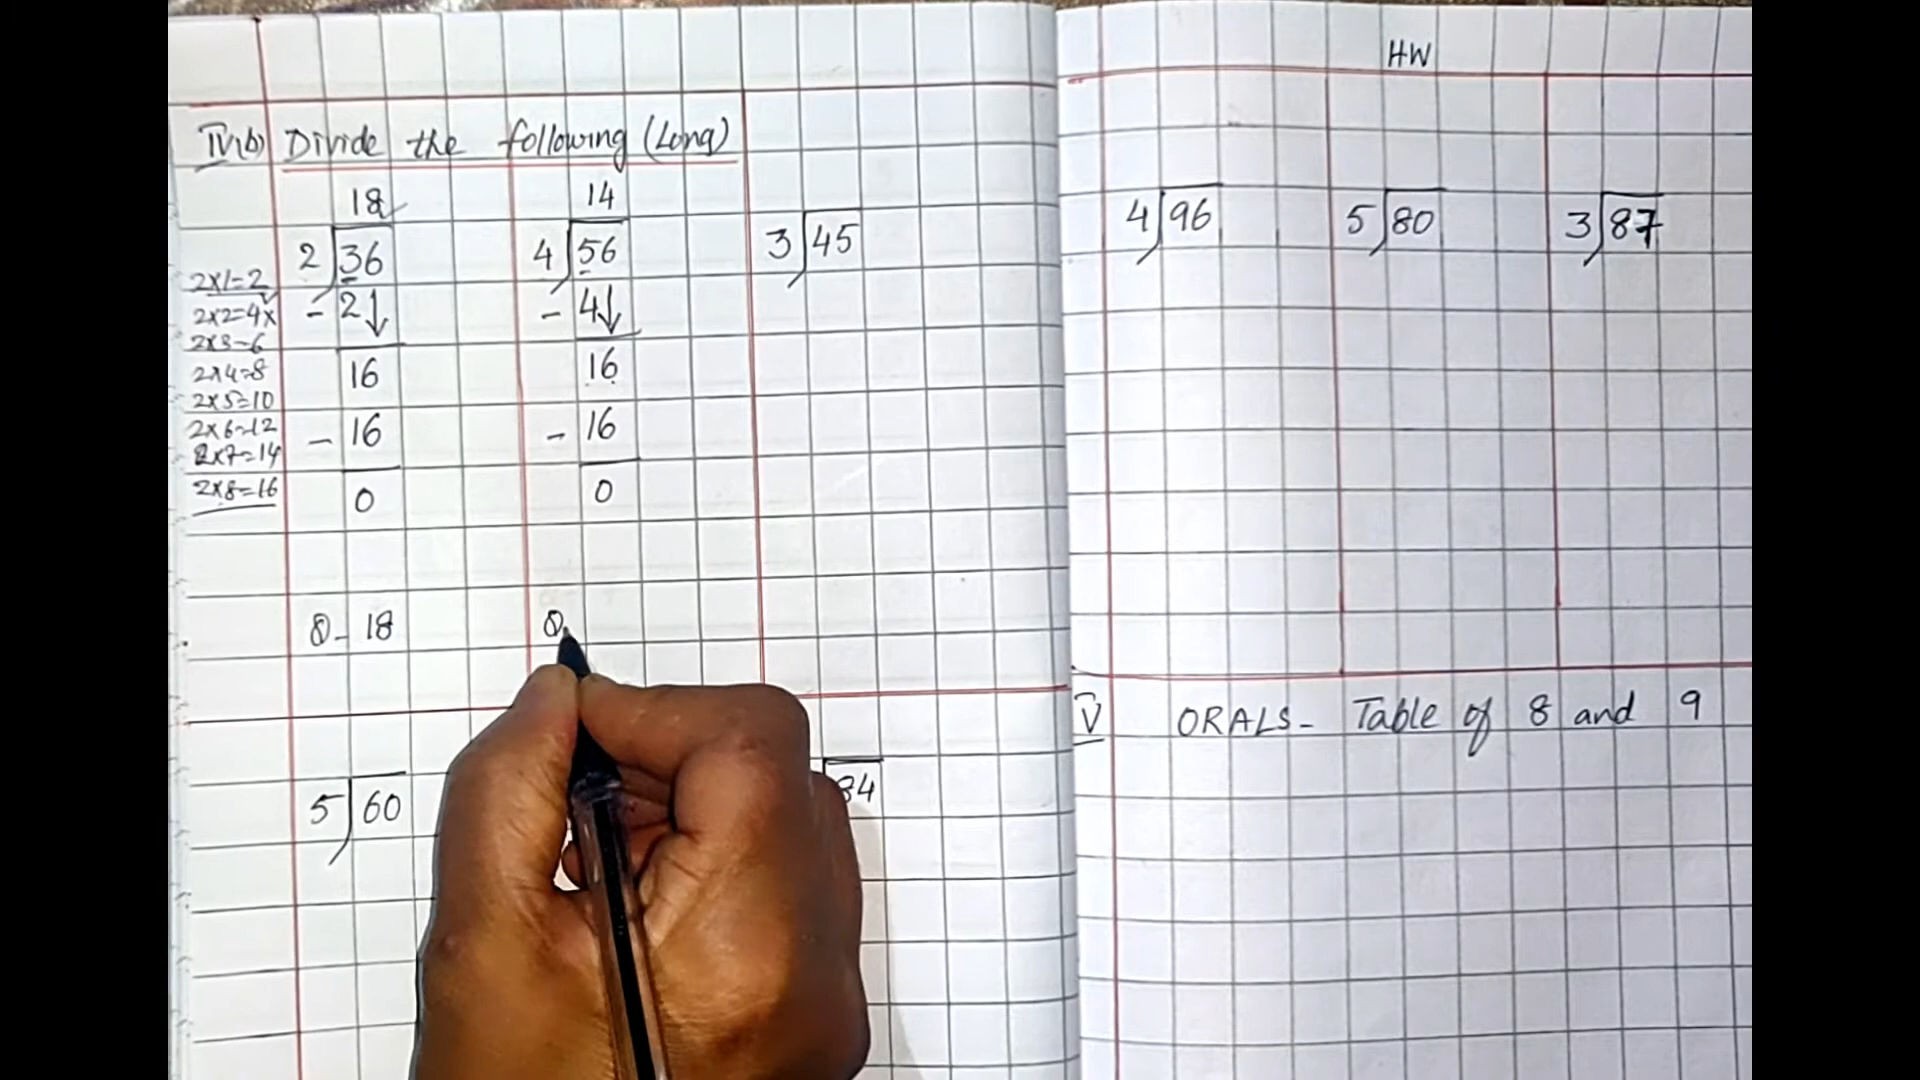 IV(b) Divide the following (Long)
18
2)36
- 2↓
16
- 16
0
Q- 18
2x1=2
2x2=4x
2x3=6
2x4=8
2x5=10
2x6=12
2x7=14
2x8=16
14
4)56
- 4↓
16
- 16
0
Q-
3)45
5)60
84
HW
4)96
5)80
3)87
V ORALS- Table of 8 and 9